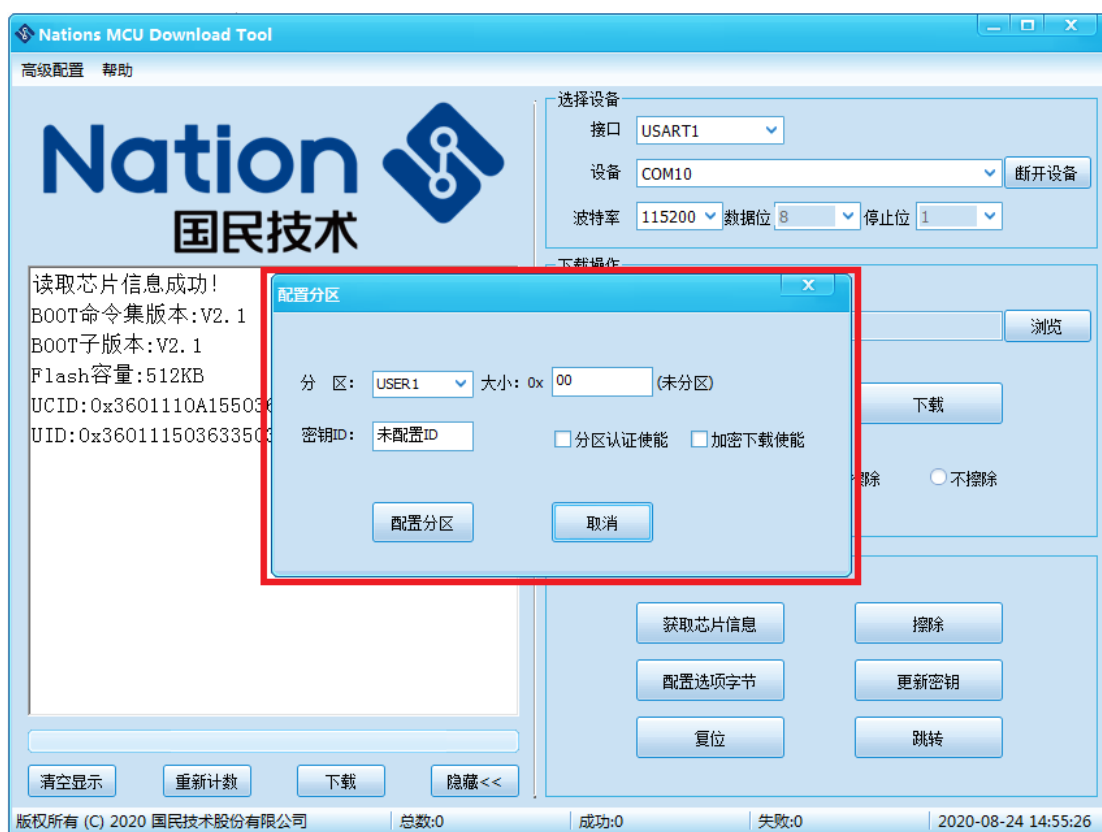 Nations MCU Download Tool
高级配置 帮助
Nation
国民技术
读取芯片信息成功!
BOOT命令集版本:V2.1
BOOT子版本:V2.1
Flash容量:512KB
UCID:0x3601110A155036
UID:0x360111503633503
选择设备
接口 USART1
设备 COM10 断开设备
波特率 115200 数据位 8 停止位 1
下载操作
浏览
下载
擦除 不擦除
配置分区
分 区: USER1 大小: 0x 00 (未分区)
密钥ID: 未配置ID 分区认证使能 加密下载使能
配置分区 取消
获取芯片信息 擦除
配置选项字节 更新密钥
复位 跳转
清空显示 重新计数 下载 隐藏<<
版权所有 (C) 2020 国民技术股份有限公司 总数:0 成功:0 失败:0 2020-08-24 14:55:26